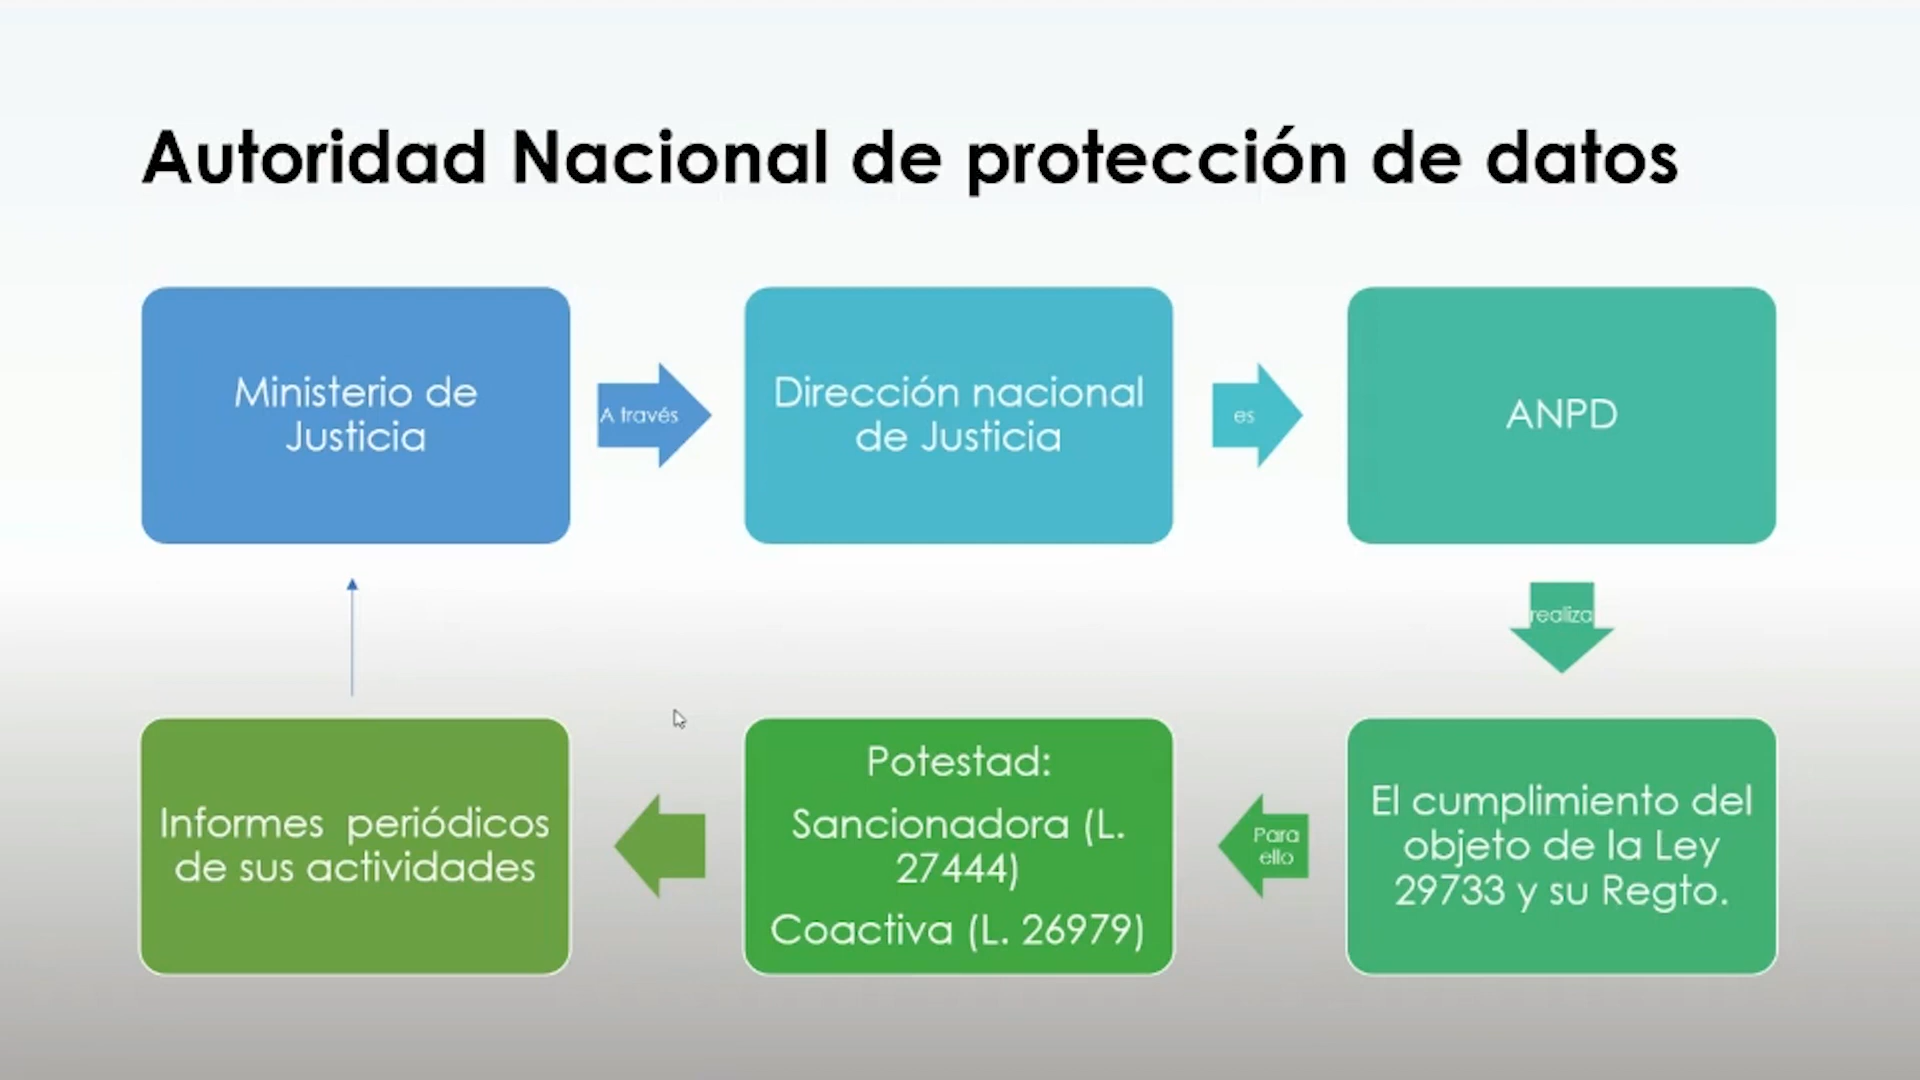 Autoridad Nacional de protección de datos
Ministerio de
Justicia
A través
Dirección nacional
de Justicia
es
ANPD
realiza
El cumplimiento del
objeto de la Ley
29733 y su Regto.
Para
ello
Potestad:
Sancionadora (L.
27444)
Coactiva (L. 26979)
Informes periódicos
de sus actividades